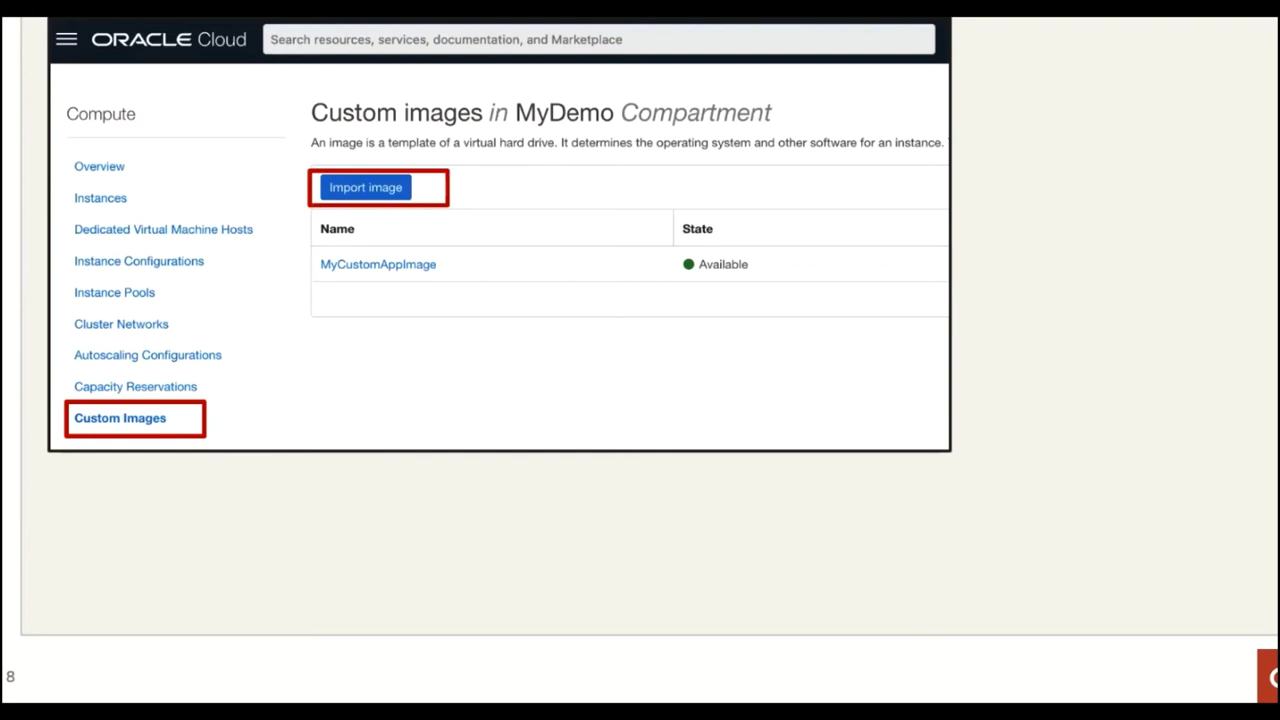 ORACLE Cloud
Search resources, services, documentation, and Marketplace
Compute
Overview
Instances
Dedicated Virtual Machine Hosts
Instance Configurations
Instance Pools
Cluster Networks
Autoscaling Configurations
Capacity Reservations
Custom Images
Custom images in MyDemo Compartment
An image is a template of a virtual hard drive. It determines the operating system and other software for an instance.
Import image
Name State
MyCustomAppImage Available
8